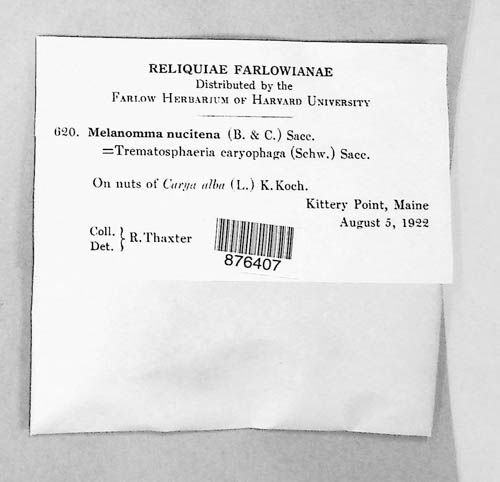 RELIQUIAE FARLOWIANAE
Distributed by the
FARLOW HERBARIUM OF HARVARD UNIVERSITY
620. Melanomma nucitena (B. & C.) Sacc.
=Trematosphaeria caryophaga (Schw.) Sacc.
On nuts of Carya alba (L.) K. Koch.
Kittery Point, Maine
August 5, 1922
Coll.
Det. } R. Thaxter
876407